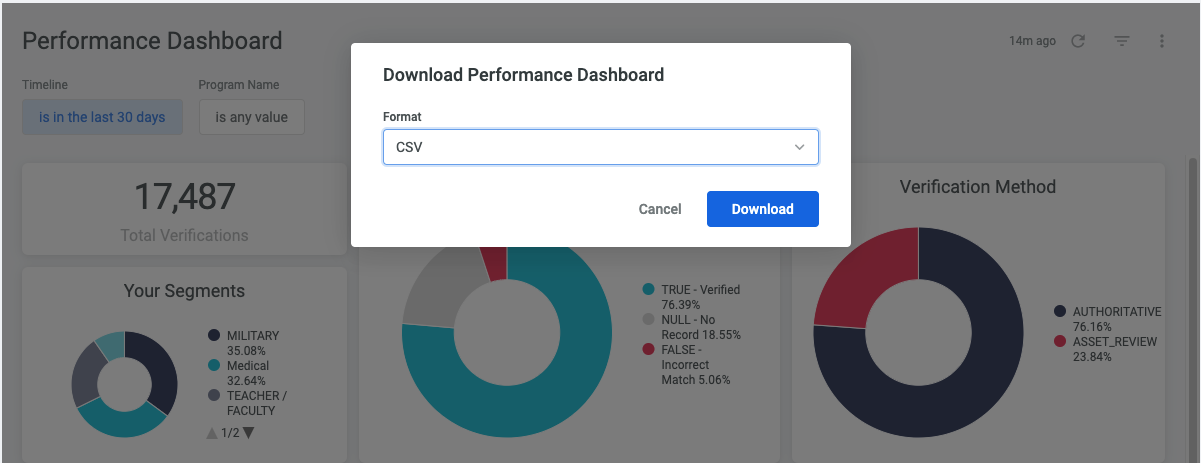 Performance Dashboard
14m ago
Timeline
Program Name
is in the last 30 days
is any value
Download Performance Dashboard
Format
CSV
Cancel
Download
17,487
Total Verifications
Your Segments
MILITARY
35.08%
Medical
32.64%
TEACHER /
FACULTY
1/2
TRUE - Verified
76.39%
NULL - No
Record 18.55%
FALSE -
Incorrect
Match 5.06%
Verification Method
AUTHORITATIVE
76.16%
ASSET_REVIEW
23.84%